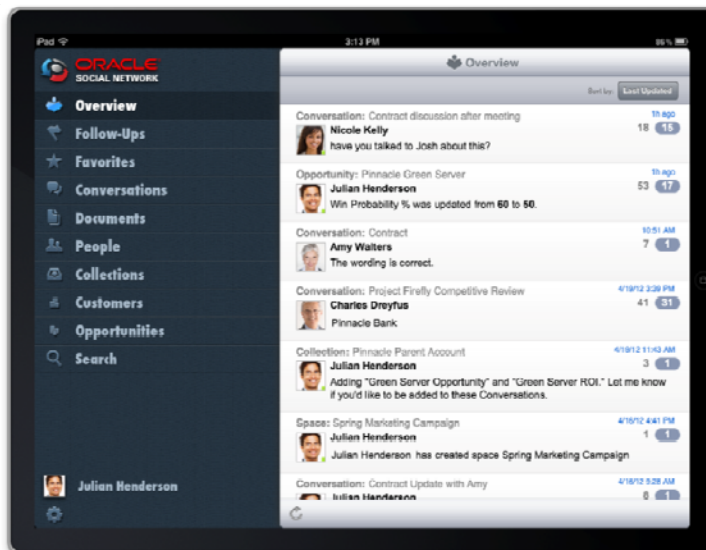 iPad
3:13 PM
86%
ORACLE
SOCIAL NETWORK
Overview
Follow-Ups
Favorites
Conversations
Documents
People
Collections
Customers
Opportunities
Search
Julian Henderson
Overview
Sort by: Last Updated
Conversation: Contract discussion after meeting
1h ago
Nicole Kelly
18 15
have you talked to Josh about this?
Opportunity: Pinnacle Green Server
1h ago
Julian Henderson
53 17
Win Probability % was updated from 60 to 50.
Conversation: Contract
10:51 AM
Amy Walters
7 1
The wording is correct.
Conversation: Project Firefly Competitive Review
4/19/12 3:39 PM
Charles Dreyfus
41 31
Pinnacle Bank
Collection: Pinnacle Parent Account
4/19/12 11:43 AM
Julian Henderson
3 1
Adding "Green Server Opportunity" and "Green Server ROI." Let me know
if you'd like to be added to these Conversations.
Space: Spring Marketing Campaign
4/16/12 4:41 PM
Julian Henderson
1 1
Julian Henderson has created space Spring Marketing Campaign
Conversation: Contract Update with Amy
4/16/12 5:28 AM
Julian Henderson
6 1